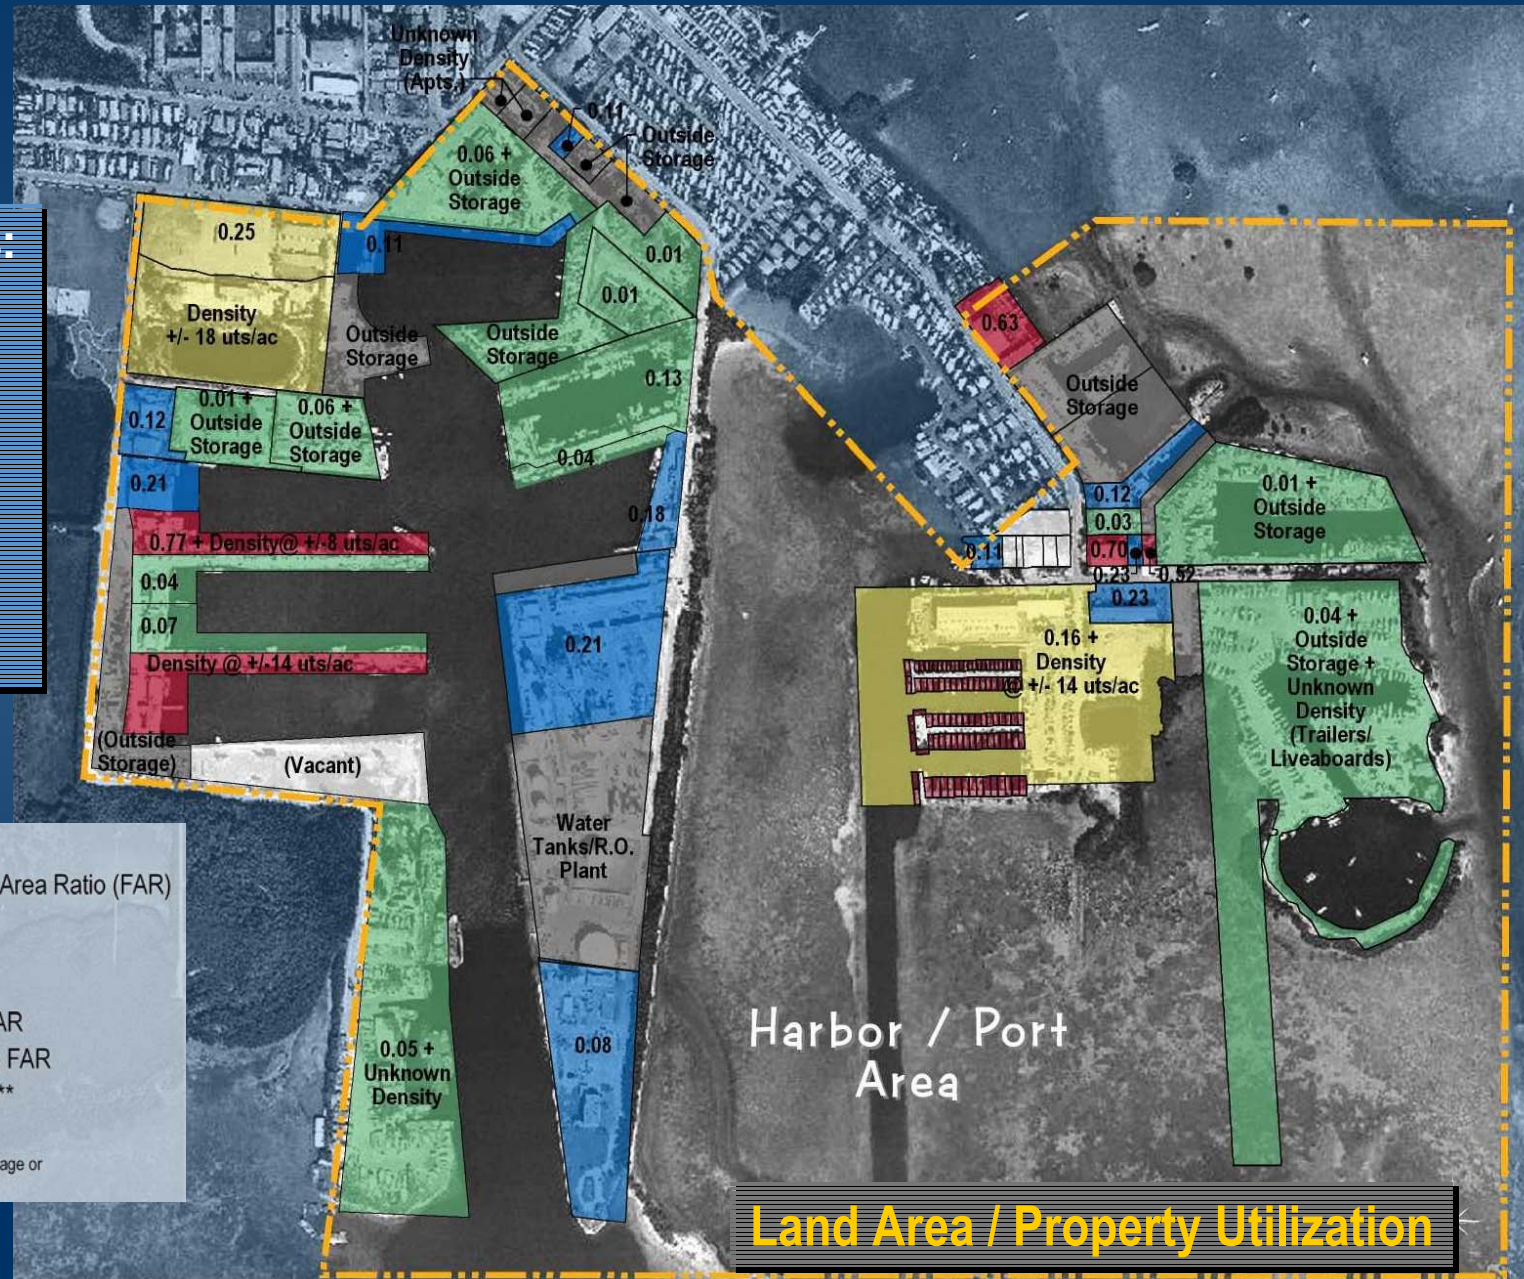 Unknown
Density
(Apts.)
0.11
Outside
Storage
0.06 +
Outside
Storage
0.25
0.11
0.01
0.01
Density
+/- 18 uts/ac
Outside
Storage
Outside
Storage
0.13
0.63
Outside
Storage
0.12
0.01 +
Outside
Storage
0.06 +
Outside
Storage
0.04
0.21
0.18
0.12
0.01 +
Outside
Storage
0.03
0.77 + Density@ +/-8 uts/ac
0.11
0.70
0.23
0.52
0.04
0.23
0.07
0.21
0.16 +
Density
@ +/- 14 uts/ac
0.04 +
Outside
Storage +
Unknown
Density
(Trailers/
Liveaboards)
Density @ +/-14 uts/ac
(Outside
Storage)
(Vacant)
Water
Tanks/R.O.
Plant
Area Ratio (FAR)
FAR
**
0.05 +
Unknown
Density
0.08
Harbor / Port
Area
Land Area / Property Utilization